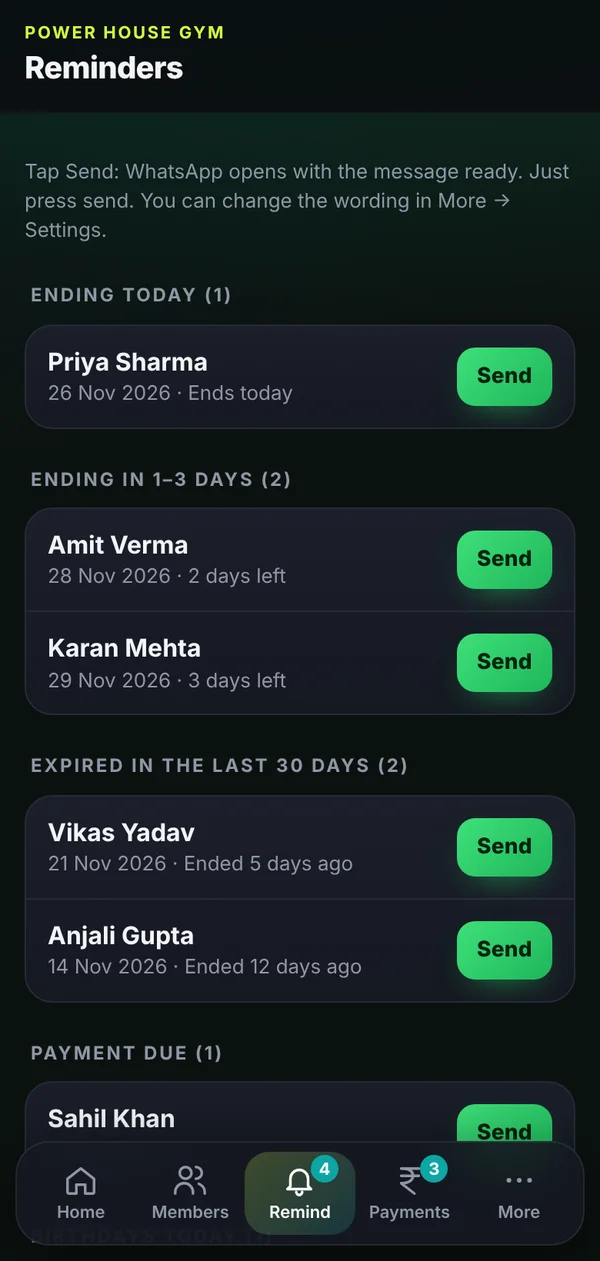 POWER HOUSE GYM
Reminders
Tap Send: WhatsApp opens with the message ready. Just
press send. You can change the wording in More →
Settings.
ENDING TODAY (1)
Priya Sharma
26 Nov 2026 · Ends today
Send
ENDING IN 1–3 DAYS (2)
Amit Verma
28 Nov 2026 · 2 days left
Send
Karan Mehta
29 Nov 2026 · 3 days left
Send
EXPIRED IN THE LAST 30 DAYS (2)
Vikas Yadav
21 Nov 2026 · Ended 5 days ago
Send
Anjali Gupta
14 Nov 2026 · Ended 12 days ago
Send
PAYMENT DUE (1)
Sahil Khan
Send
Home
Members
4
Remind
₹
3
Payments
More
BIRTHDAYS TODAY (1)